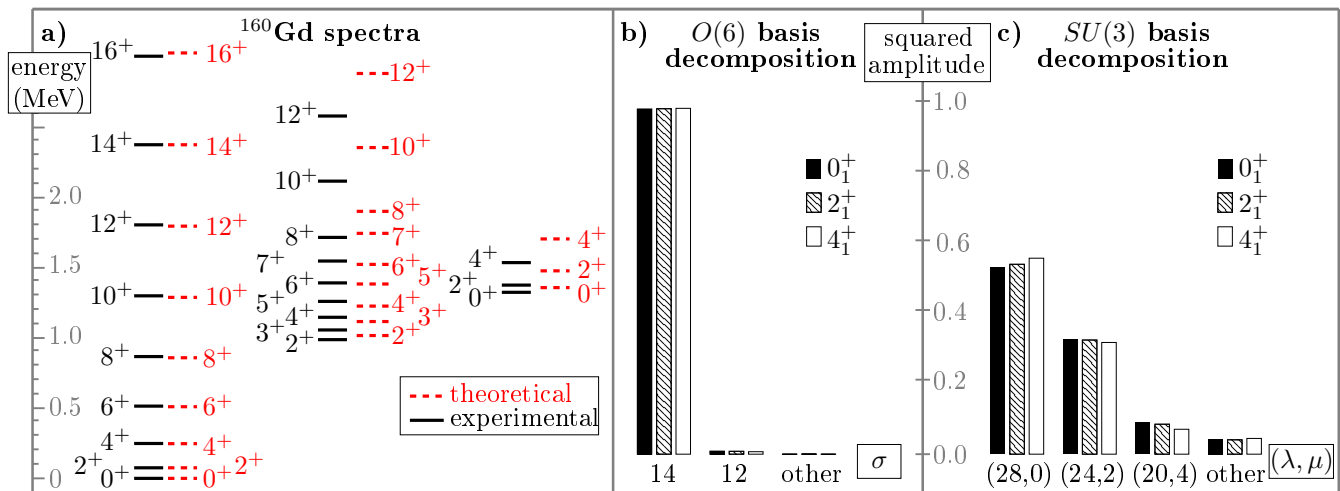 a)
¹⁶⁰Gd spectra
energy
(MeV)
2.0
1.5
1.0
0.5
0
16⁺ 16⁺
14⁺ 14⁺
12⁺ 12⁺
10⁺ 10⁺
8⁺ 8⁺
6⁺ 6⁺
4⁺ 4⁺
2⁺ 2⁺
0⁺ 0⁺
12⁺
12⁺
10⁺
10⁺
8⁺
8⁺ 7⁺
7⁺ 6⁺
6⁺ 5⁺
5⁺ 4⁺
4⁺ 3⁺
3⁺ 2⁺
2⁺
4⁺
4⁺
2⁺
2⁺
0⁺
0⁺
theoretical
experimental
b)
O(6) basis
decomposition
0₁⁺
2₁⁺
4₁⁺
14 12 other
σ
squared
amplitude
c)
SU(3) basis
decomposition
1.0
0.8
0.6
0.4
0.2
0.0
0₁⁺
2₁⁺
4₁⁺
(28,0) (24,2) (20,4) other
(λ, μ)